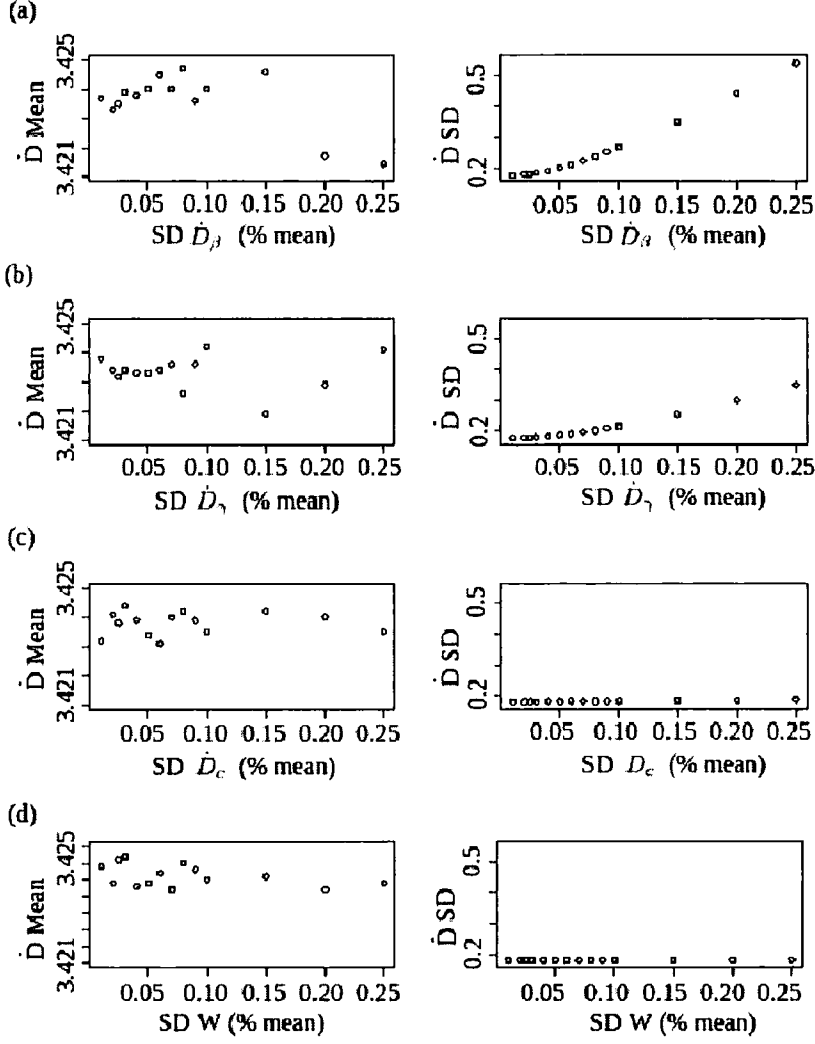 (a)
Ḋ Mean
3.425
3.421
0.05 0.10 0.15 0.20 0.25
SD Ḋβ (% mean)
Ḋ SD
0.5
0.2
0.05 0.10 0.15 0.20 0.25
SD Ḋβ (% mean)
(b)
Ḋ Mean
3.425
3.421
0.05 0.10 0.15 0.20 0.25
SD Ḋγ (% mean)
Ḋ SD
0.5
0.2
0.05 0.10 0.15 0.20 0.25
SD Ḋγ (% mean)
(c)
Ḋ Mean
3.425
3.421
0.05 0.10 0.15 0.20 0.25
SD Ḋc (% mean)
Ḋ SD
0.5
0.2
0.05 0.10 0.15 0.20 0.25
SD Dc (% mean)
(d)
Ḋ Mean
3.425
3.421
0.05 0.10 0.15 0.20 0.25
SD W (% mean)
Ḋ SD
0.5
0.2
0.05 0.10 0.15 0.20 0.25
SD W (% mean)